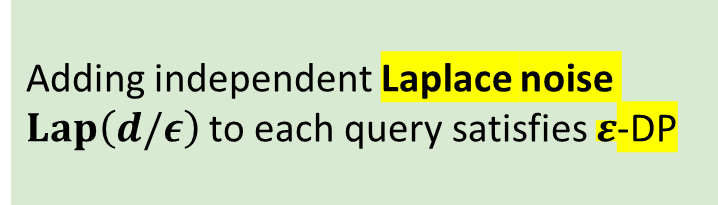 Adding independent Laplace noise
Lap(d/ϵ) to each query satisfies ε-DP